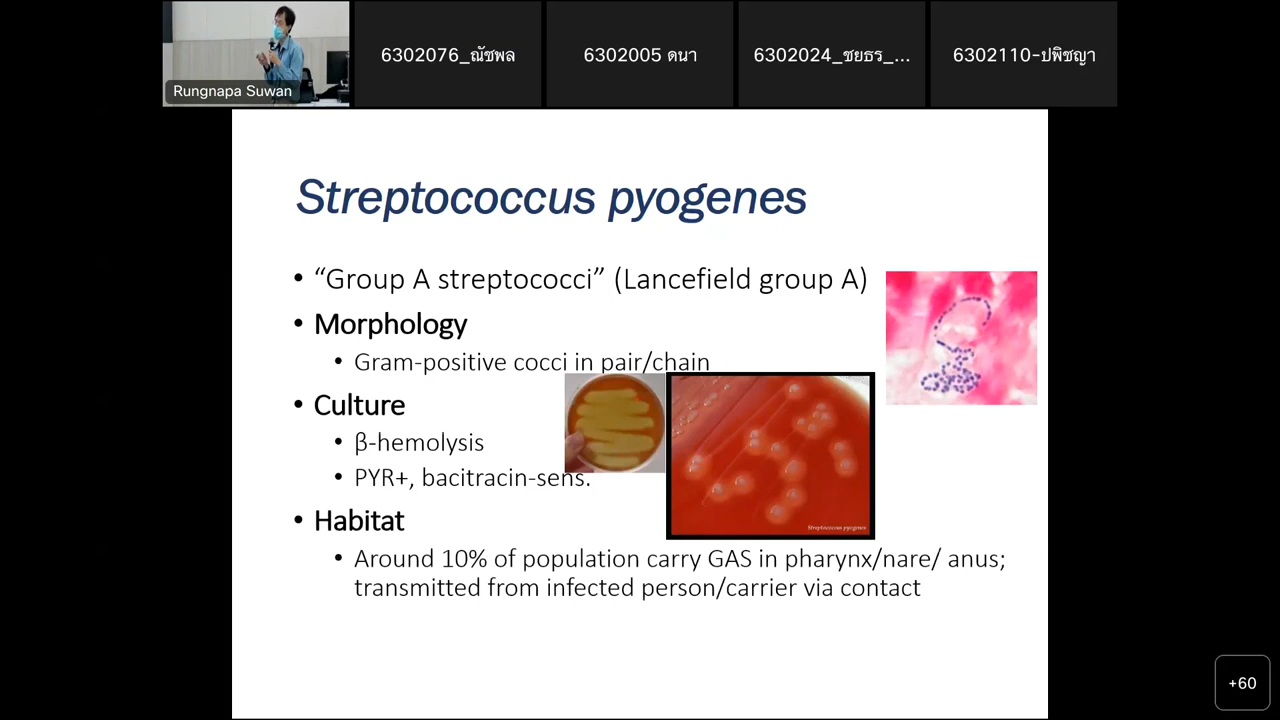 Rungnapa Suwan
6302076_ณัชพล
6302005 ดนา
6302024_ชยธร_...
6302110-ปพิชญา
Streptococcus pyogenes
• “Group A streptococci” (Lancefield group A)
• Morphology
• Gram-positive cocci in pair/chain
• Culture
• β-hemolysis
• PYR+, bacitracin-sens.
Streptococcus pyogenes
• Habitat
• Around 10% of population carry GAS in pharynx/nare/ anus;
transmitted from infected person/carrier via contact
+60